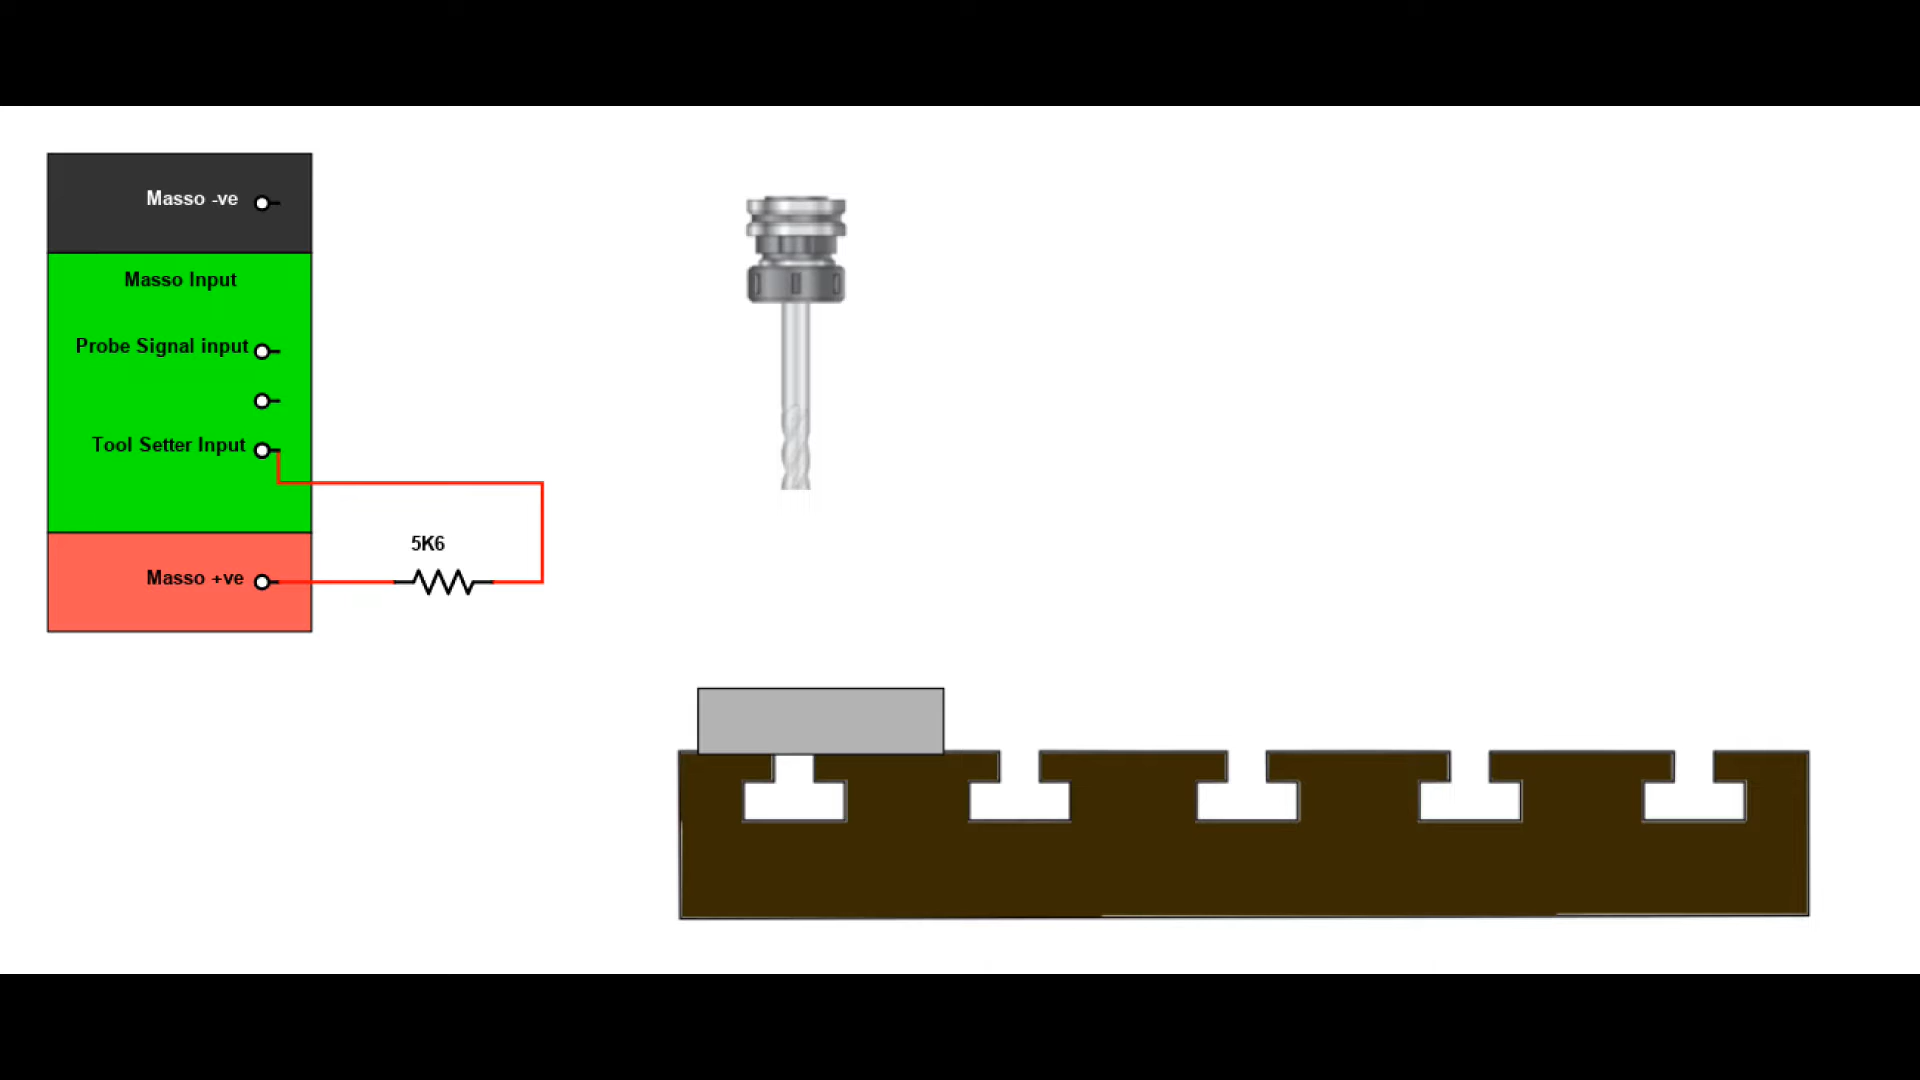 Masso -ve
Masso Input
Probe Signal input
Tool Setter Input
5K6
Masso +ve